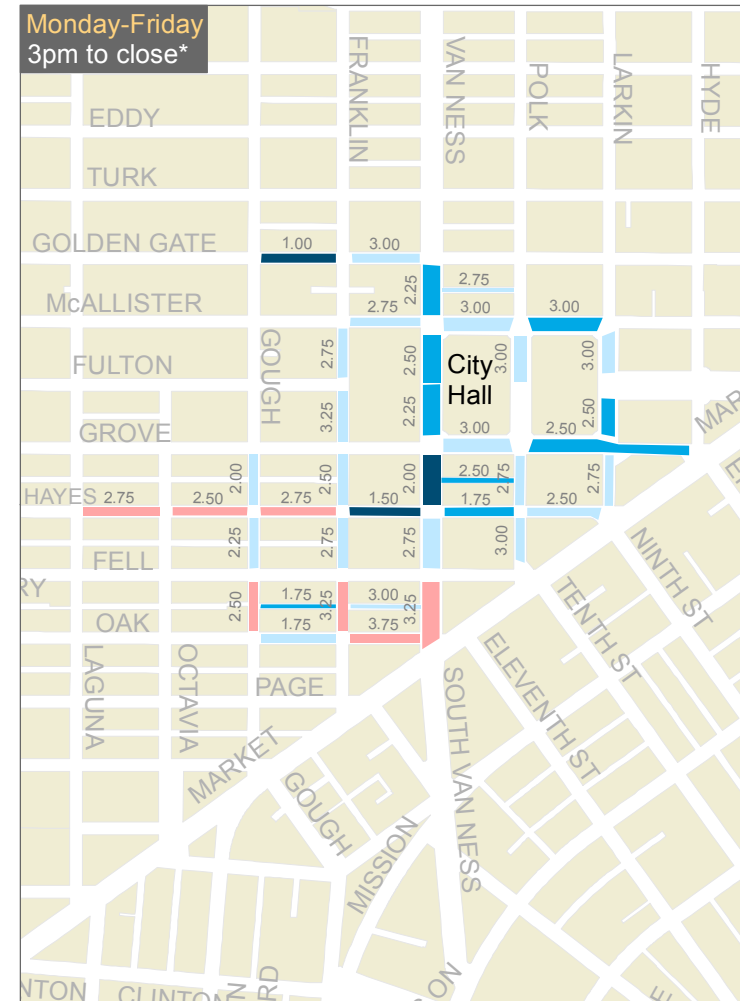 Monday-Friday
3pm to close*
FRANKLIN
VAN NESS
POLK
LARKIN
HYDE
EDDY
TURK
GOLDEN GATE
1.00
3.00
2.25
2.75
McALLISTER
2.75
3.00
3.00
FULTON
GOUGH
2.75
2.50
City
Hall
3.00
3.00
3.25
2.25
2.50
GROVE
3.00
2.50
MAR
HAYES
2.75
2.50
2.00
2.75
2.50
1.50
2.00
2.50
1.75
2.75
2.50
2.75
FELL
2.25
2.75
2.75
3.00
NINTH ST
RY
OAK
2.50
1.75
1.75
3.25
3.00
3.75
3.25
TENTH ST
LAGUNA
OCTAVIA
PAGE
ELEVENTH ST
SOUTH VAN NESS
MARKET
GOUGH
MISSION
NTON
CLINTON
N
RD
ON